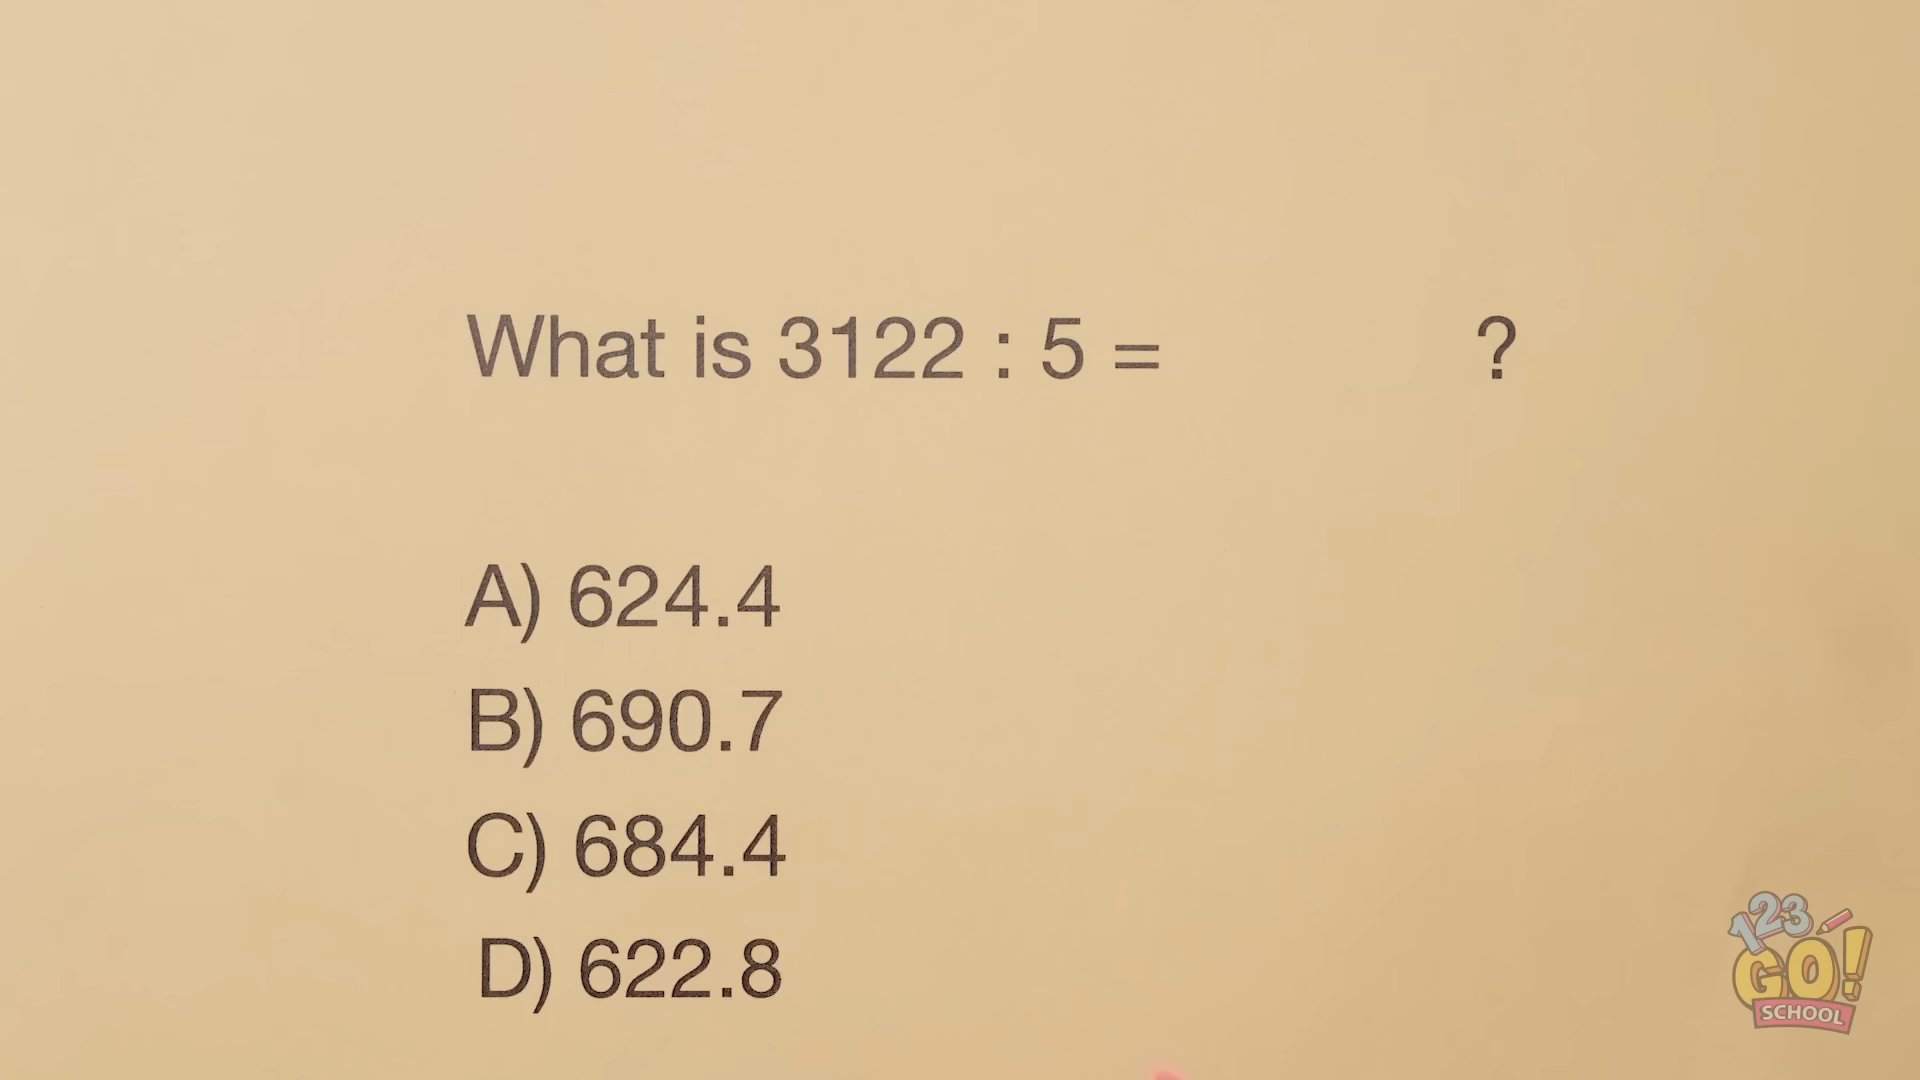 What is 3122 : 5 = ?
A) 624.4
B) 690.7
C) 684.4
D) 622.8
123
GO!
SCHOOL